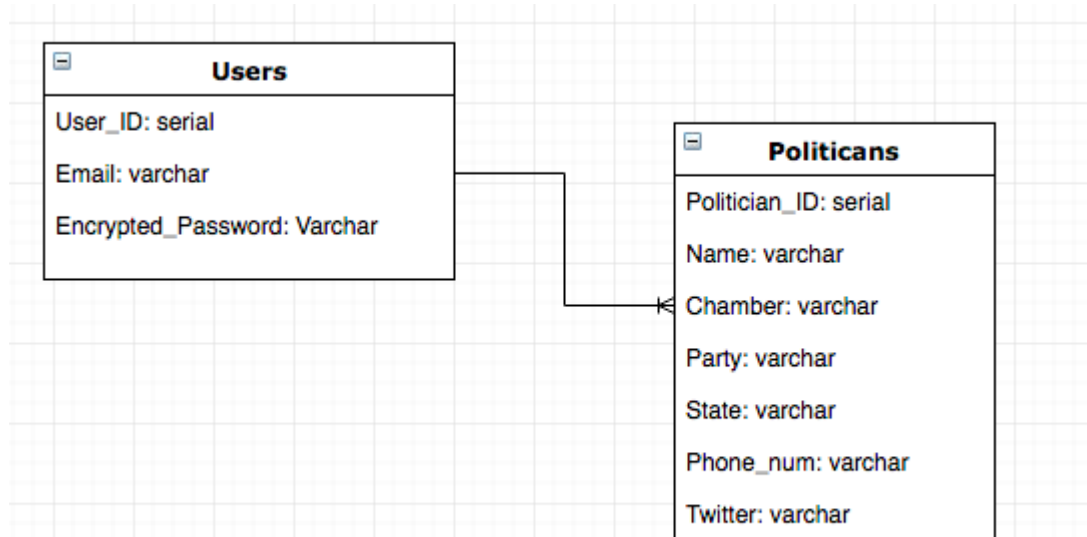 Users
User_ID: serial
Email: varchar
Encrypted_Password: Varchar
Politicans
Politician_ID: serial
Name: varchar
Chamber: varchar
Party: varchar
State: varchar
Phone_num: varchar
Twitter: varchar